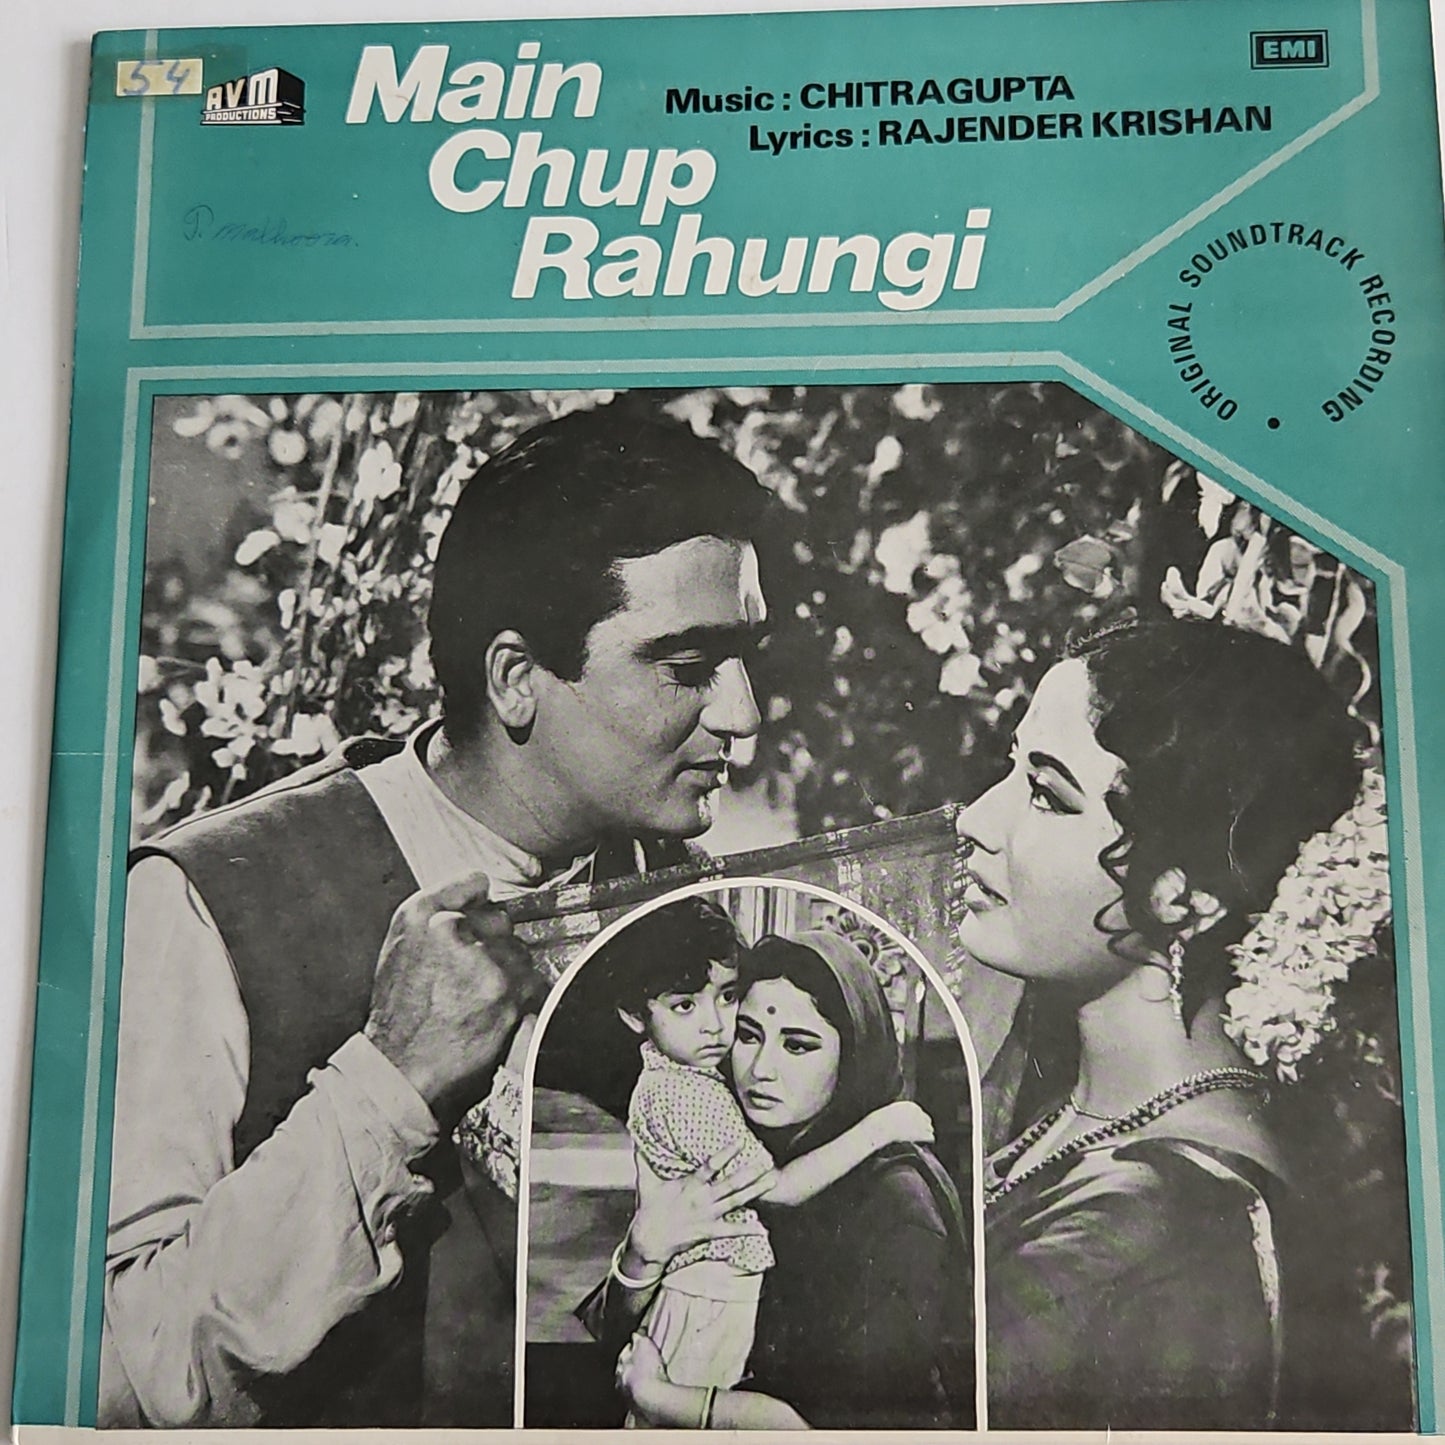 54
AVM
PRODUCTIONS
Main
Chup
Rahungi
Music : CHITRAGUPTA
Lyrics : RAJENDER KRISHAN
EMI
ORIGINAL SOUNDTRACK RECORDING •